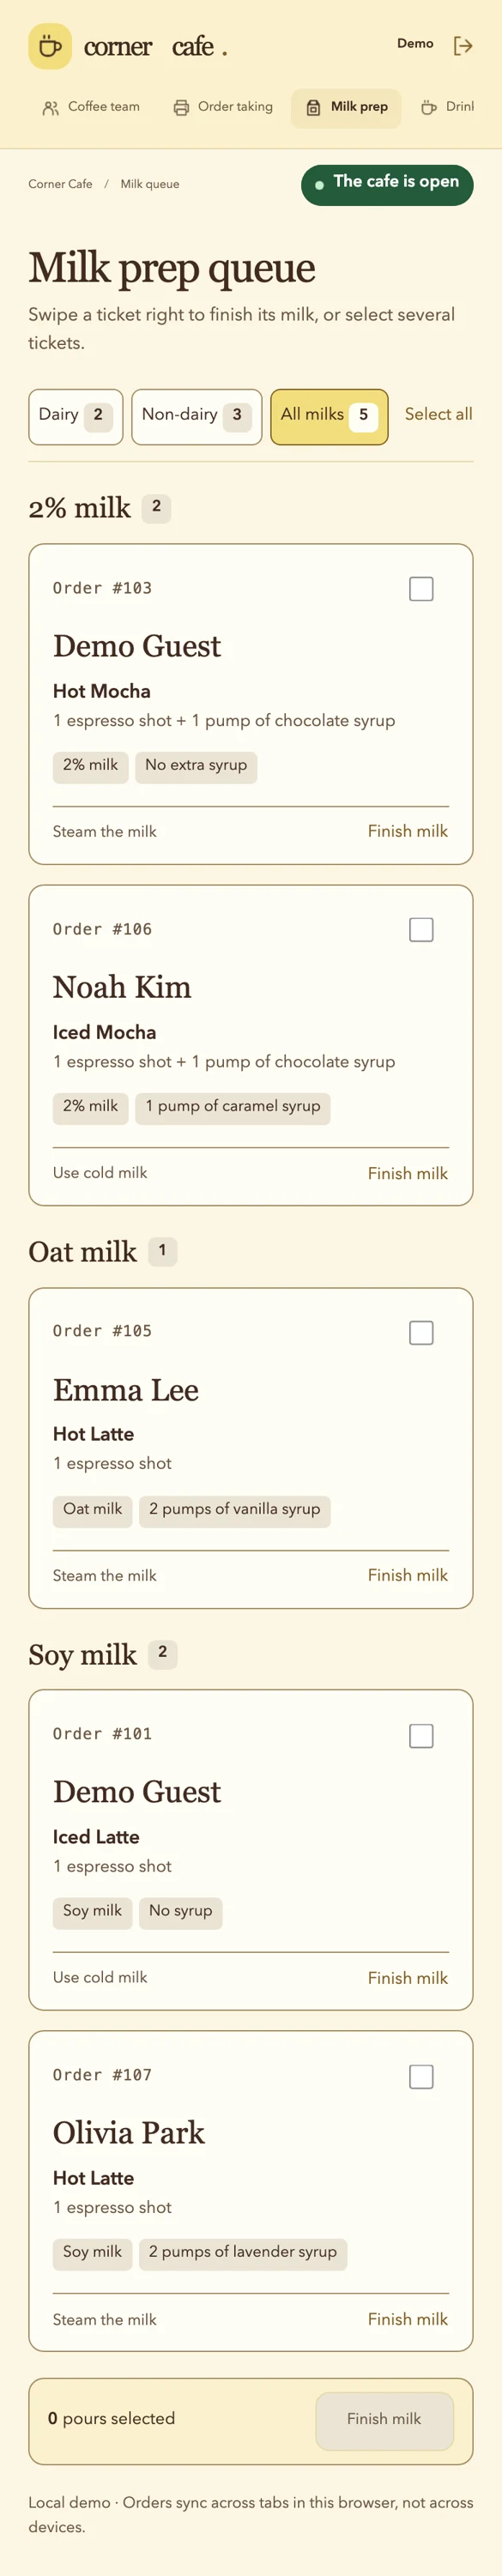 corner cafe .
Demo
Coffee team
Order taking
Milk prep
Drinl
Corner Cafe / Milk queue
The cafe is open
Milk prep queue
Swipe a ticket right to finish its milk, or select several
tickets.
Dairy 2
Non-dairy 3
All milks 5
Select all
2% milk 2
Order #103
Demo Guest
Hot Mocha
1 espresso shot + 1 pump of chocolate syrup
2% milk
No extra syrup
Steam the milk
Finish milk
Order #106
Noah Kim
Iced Mocha
1 espresso shot + 1 pump of chocolate syrup
2% milk
1 pump of caramel syrup
Use cold milk
Finish milk
Oat milk 1
Order #105
Emma Lee
Hot Latte
1 espresso shot
Oat milk
2 pumps of vanilla syrup
Steam the milk
Finish milk
Soy milk 2
Order #101
Demo Guest
Iced Latte
1 espresso shot
Soy milk
No syrup
Use cold milk
Finish milk
Order #107
Olivia Park
Hot Latte
1 espresso shot
Soy milk
2 pumps of lavender syrup
Steam the milk
Finish milk
0 pours selected
Finish milk
Local demo · Orders sync across tabs in this browser, not across
devices.